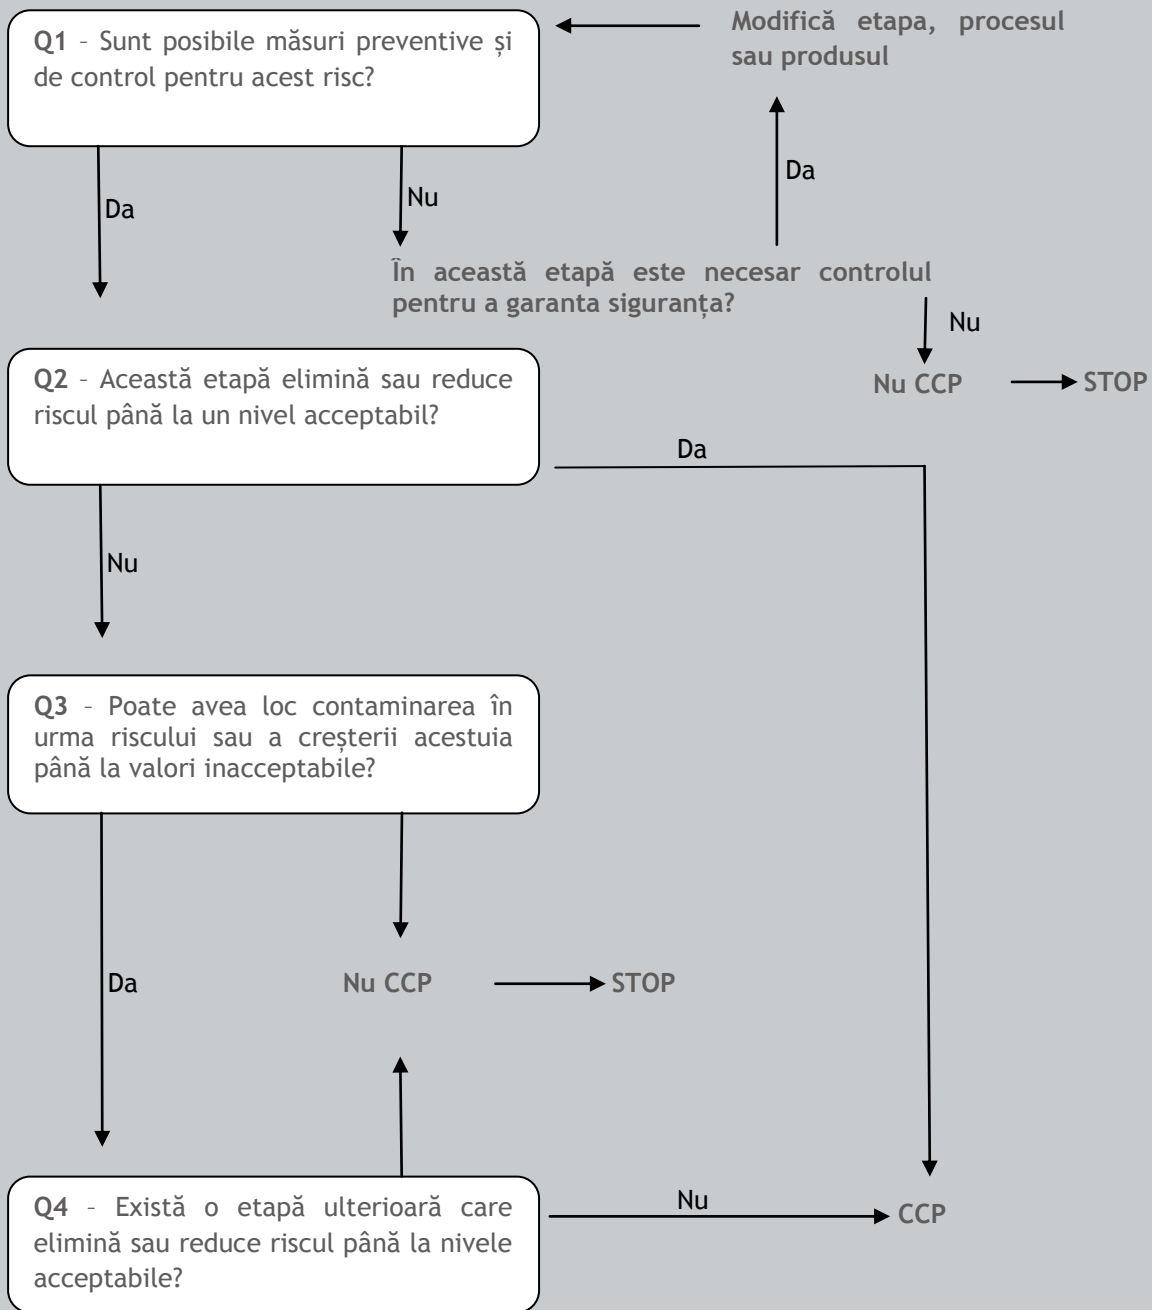 Q1 – Sunt posibile măsuri preventive și
de control pentru acest risc?
Modifică etapa, procesul
sau produsul
Da
Nu
Da
În această etapă este necesar controlul
pentru a garanta siguranța?
Nu
Nu CCP
STOP
Q2 – Această etapă elimină sau reduce
riscul până la un nivel acceptabil?
Da
Nu
Q3 – Poate avea loc contaminarea în
urma riscului sau a creșterii acestuia
până la valori inacceptabile?
Da
Nu CCP
STOP
Q4 – Există o etapă ulterioară care
elimină sau reduce riscul până la nivele
acceptabile?
Nu
CCP